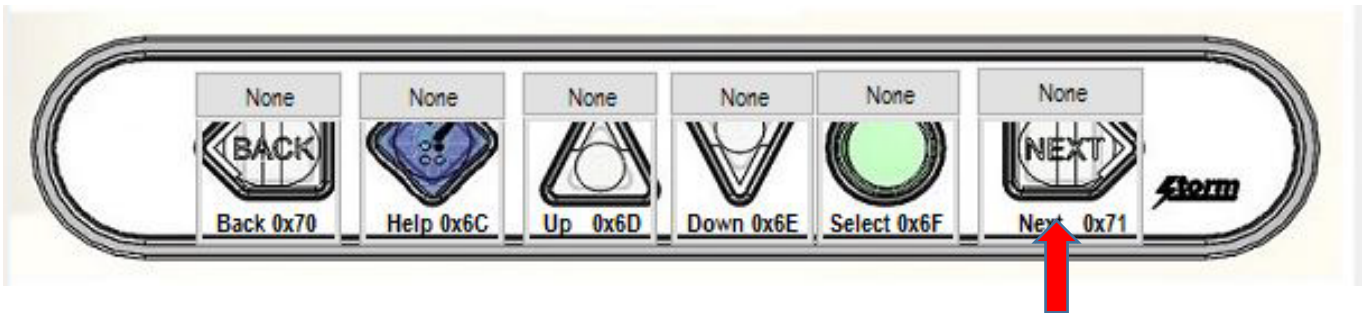 None None None None None None
BACK NEXT
Storm
Back 0x70 Help 0x6C Up 0x6D Down 0x6E Select 0x6F Next 0x71